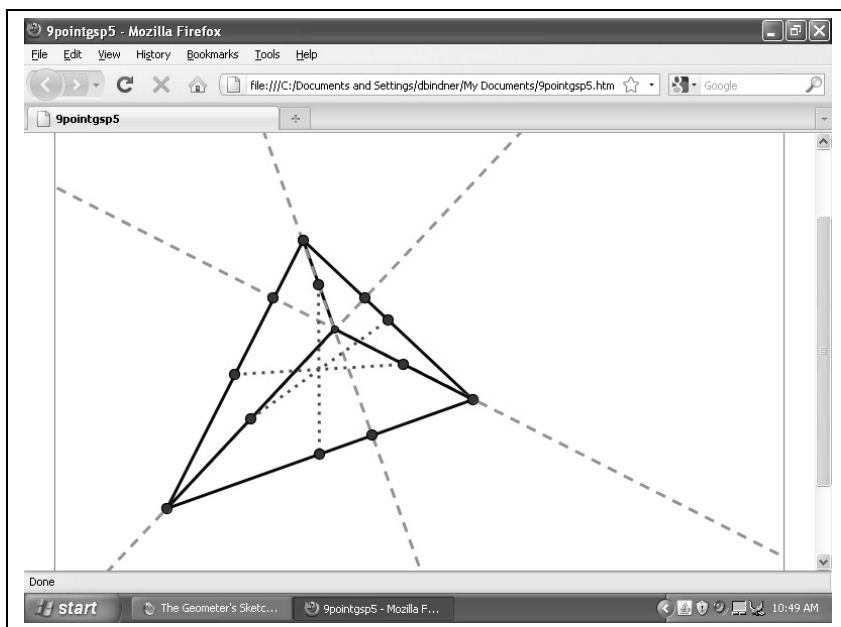 9pointgsp5 - Mozilla Firefox
File Edit View History Bookmarks Tools Help
file:///C:/Documents and Settings/dbindner/My Documents/9pointgsp5.htm Google
9pointgsp5
Done
start The Geometer's Sketc... 9pointgsp5 - Mozilla F... 10:49 AM